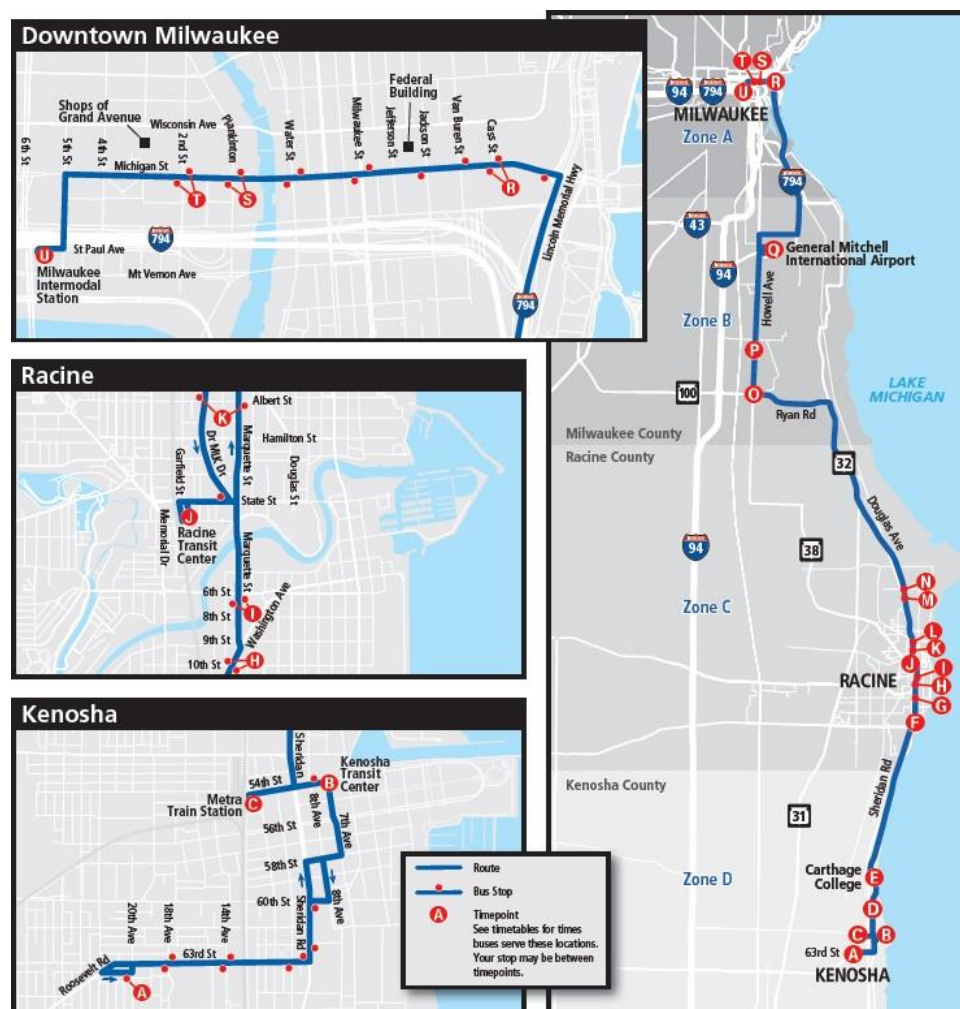 Downtown Milwaukee
Shops of
Grand Avenue
Federal
Building
Wisconsin Ave
6th St
5th St
4th St
2nd St
Plankinton
Water St
Milwaukee St
Jefferson St
Jackson St
Van Buren St
Cass St
Michigan St
T
S
R
Lincoln Memorial Hwy
U
St Paul Ave
794
Milwaukee
Intermodal
Station
Mt Vernon Ave
794
Racine
K
Albert St
Hamilton St
Dr MLK Dr
Marquette St
Douglas St
Garfield St
State St
J
Racine
Transit
Center
Memorial Dr
Marquette St
6th St
I
8th St
Washington Ave
9th St
10th St
H
Kenosha
Sheridan
54th St
B
Kenosha
Transit
Center
Metra
Train Station
C
8th Ave
7th Ave
56th St
58th St
60th St
8th Ave
Sheridan Rd
20th Ave
18th Ave
14th Ave
63rd St
Roosevelt Rd
A
Route
Bus Stop
A
Timepoint
See timetables for times
buses serve these locations.
Your stop may be between
timepoints.
T
S
U
R
94
794
MILWAUKEE
Zone A
794
43
Q
General Mitchell
International Airport
94
Howell Ave
Zone B
P
LAKE
MICHIGAN
100
O
Ryan Rd
Milwaukee County
Racine County
32
Douglas Ave
94
38
N
M
Zone C
L
K
J
I
RACINE
H
G
F
Kenosha County
Sheridan Rd
31
Carthage
College
E
Zone D
D
C
B
63rd St
A
KENOSHA